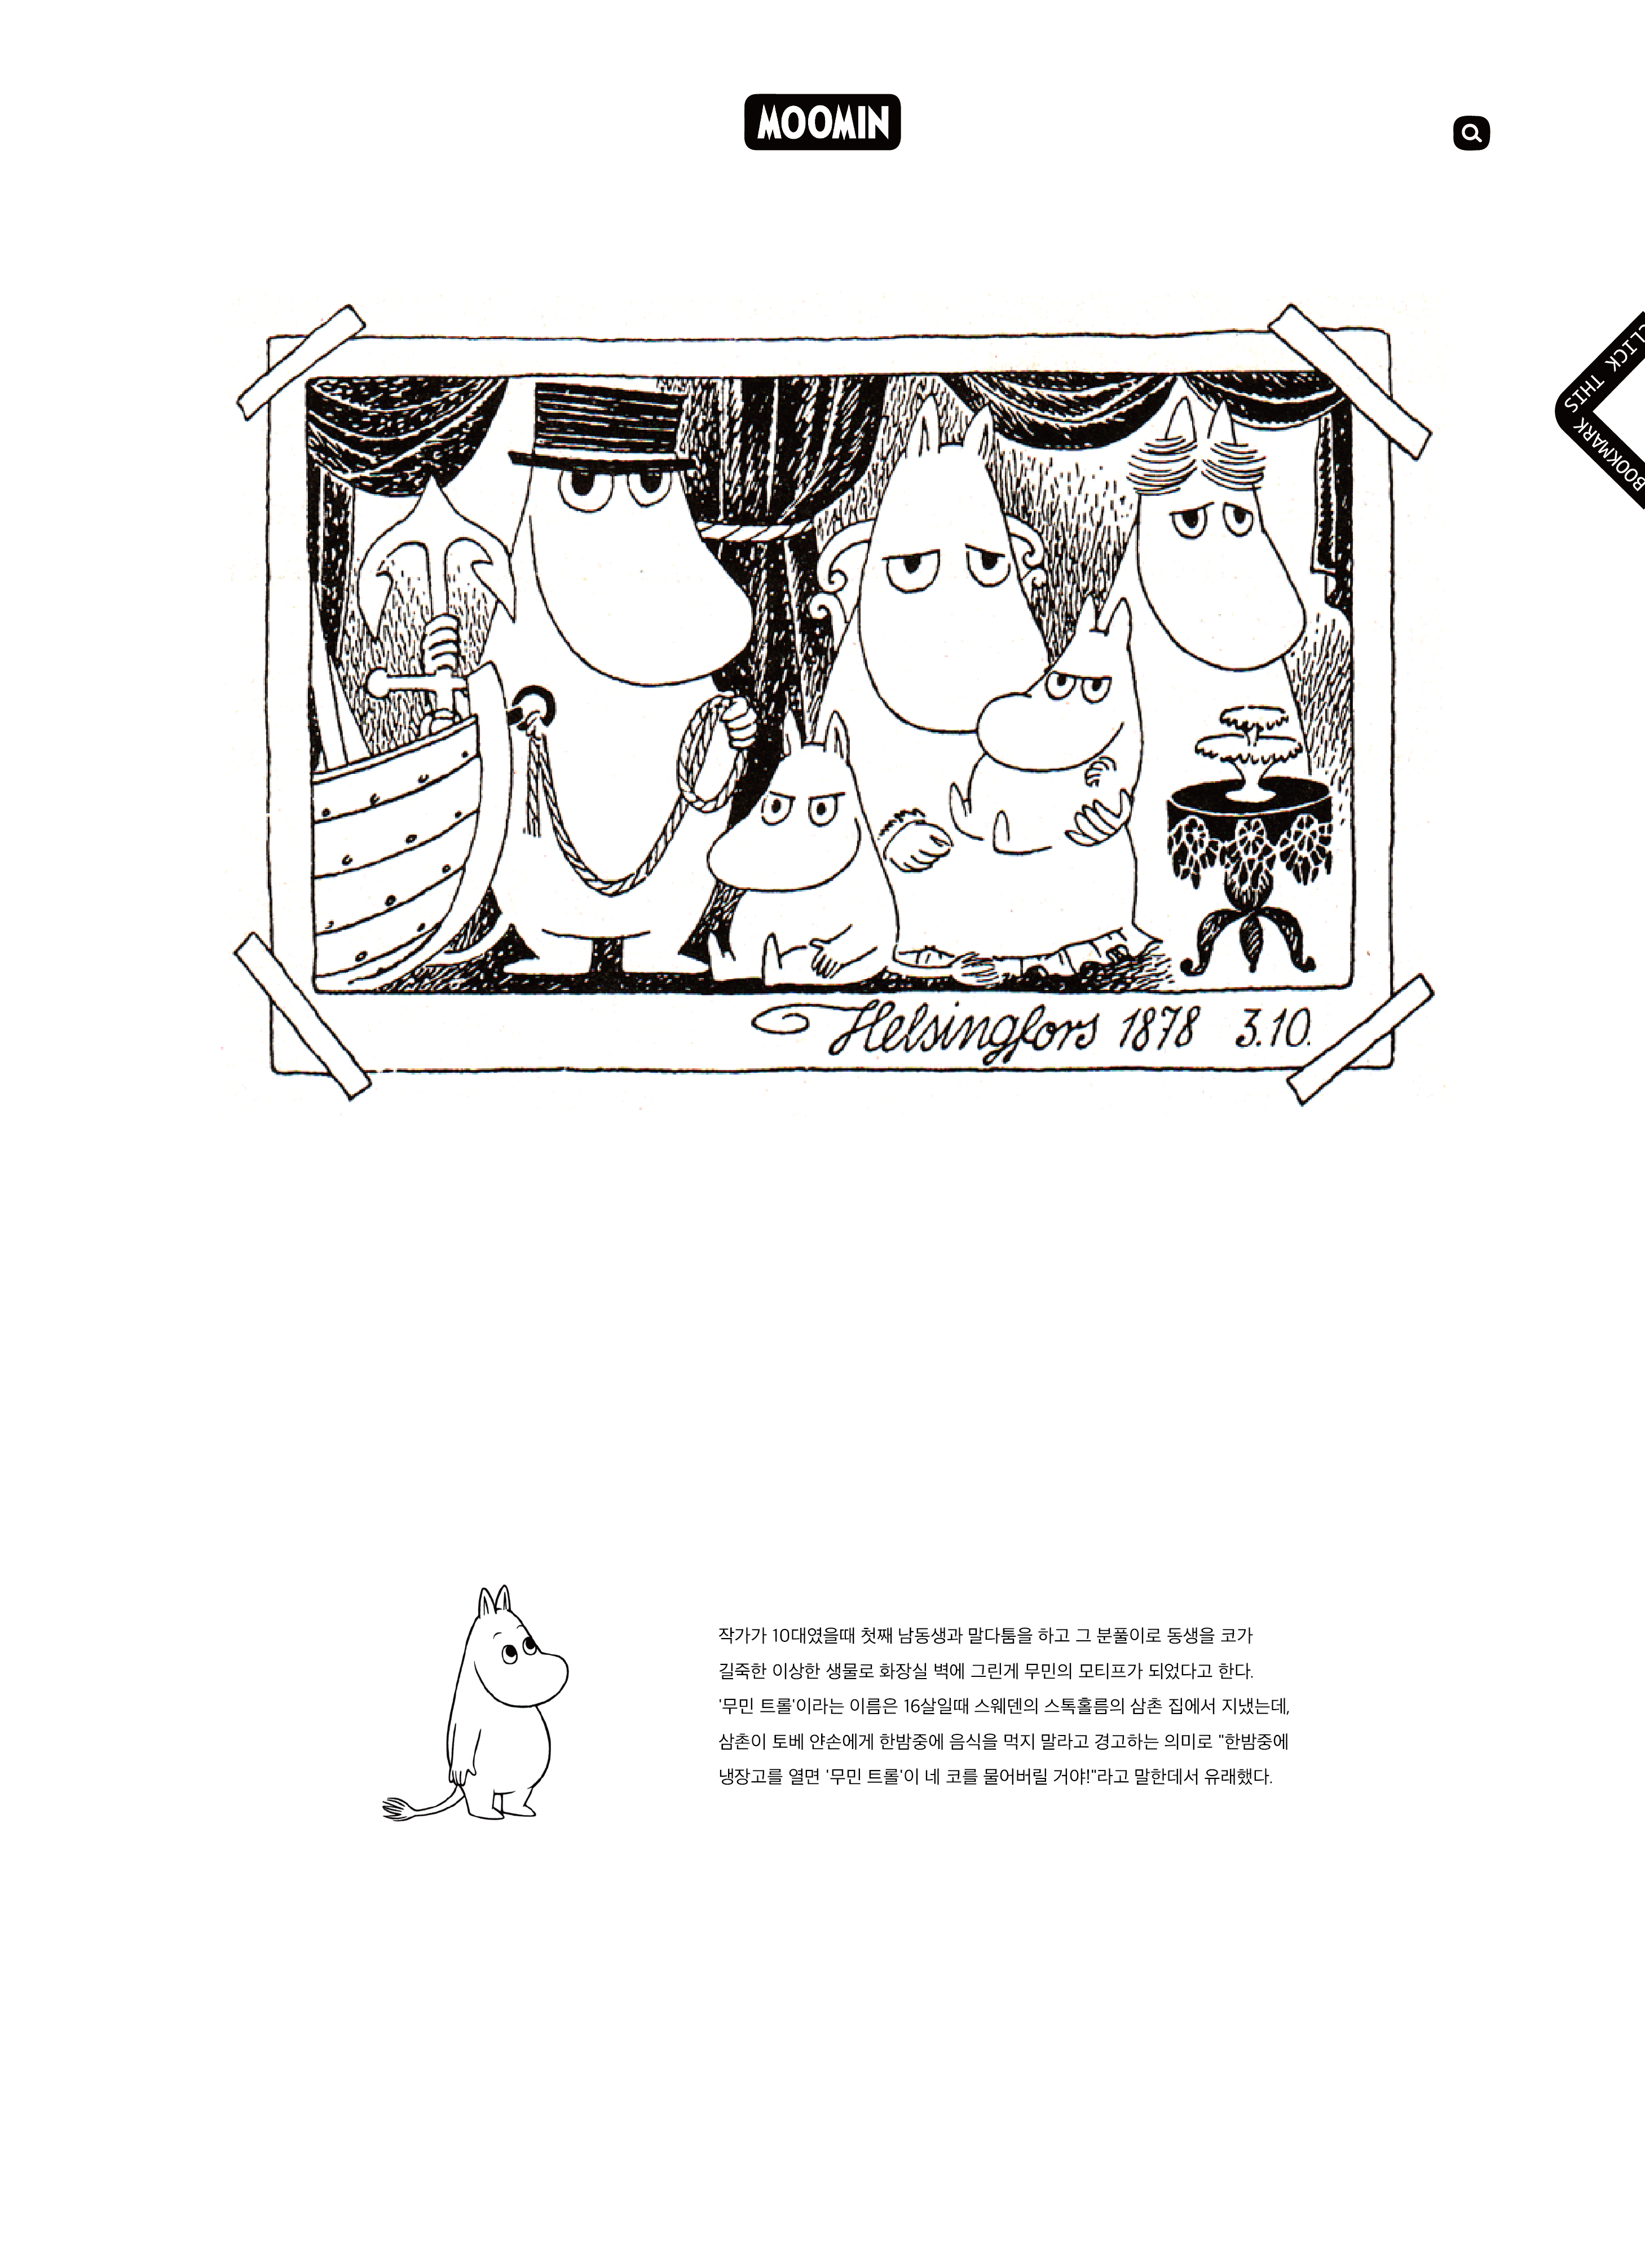 MOOMIN
CLICK THIS
BOOKMARK
Helsingfors 1878 3.10.
작가가 10대였을때 첫째 남동생과 말다툼을 하고 그 분풀이로 동생을 코가
길죽한 이상한 생물로 화장실 벽에 그린게 무민의 모티프가 되었다고 한다.
'무민 트롤'이라는 이름은 16살일때 스웨덴의 스톡홀름의 삼촌 집에서 지냈는데,
삼촌이 토베 얀손에게 한밤중에 음식을 먹지 말라고 경고하는 의미로 "한밤중에
냉장고를 열면 '무민 트롤'이 네 코를 물어버릴 거야!"라고 말한데서 유래했다.